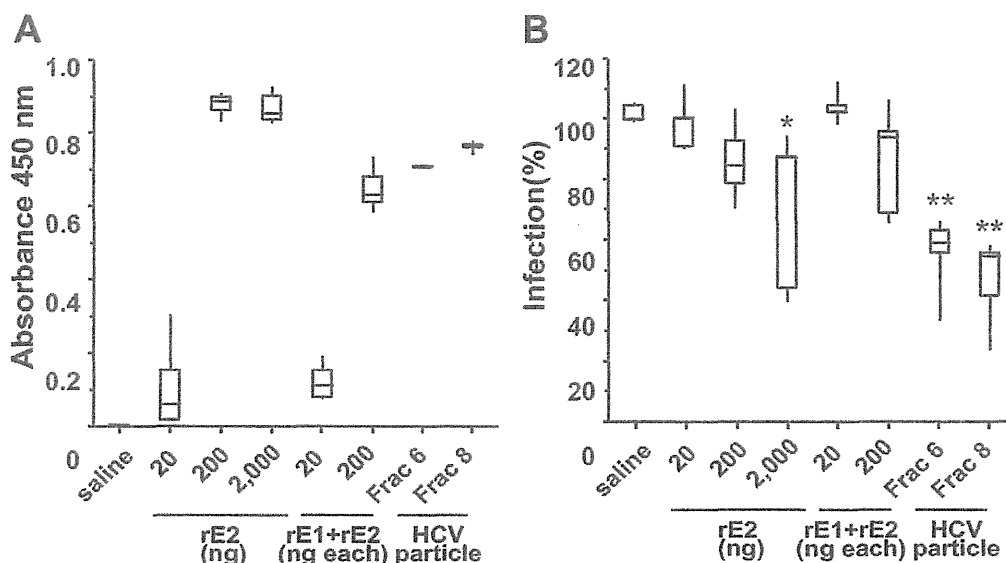 A
Absorbance 450 nm
1.0
0.8
0.6
0.4
0.2
0
saline
20
200
2,000
20
200
Frac 6
Frac 8
rE2
(ng)
rE1+rE2
(ng each)
HCV
particle
B
Infection(%)
120
100
80
60
40
20
0
*
**
**
saline
20
200
2,000
20
200
Frac 6
Frac 8
rE2
(ng)
rE1+rE2
(ng each)
HCV
particle